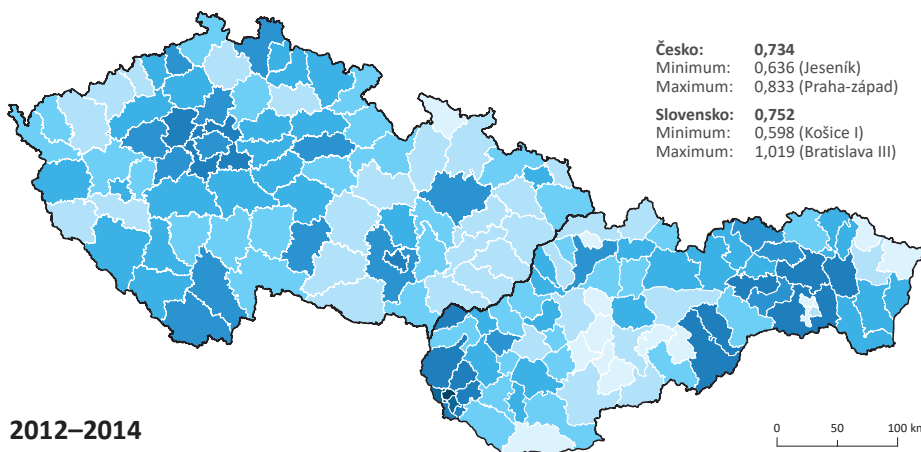 Česko: 0,734
Minimum: 0,636 (Jeseník)
Maximum: 0,833 (Praha-západ)
Slovensko: 0,752
Minimum: 0,598 (Košice I)
Maximum: 1,019 (Bratislava III)
2012–2014
0 50 100 km